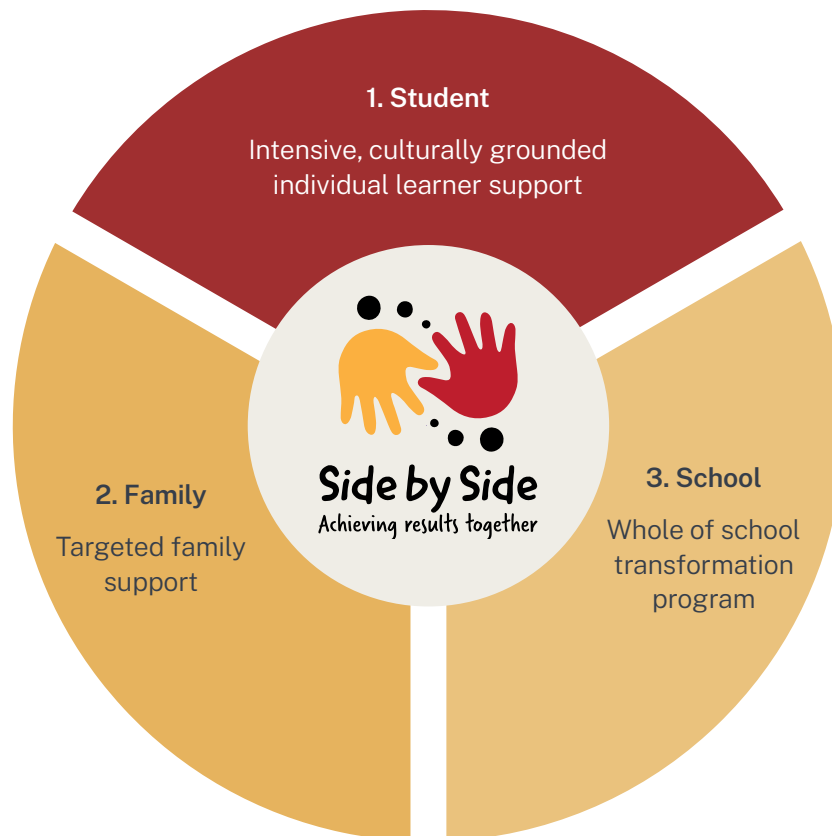 1. Student
Intensive, culturally grounded
individual learner support
2. Family
Targeted family
support
Side by Side
Achieving results together
3. School
Whole of school
transformation
program